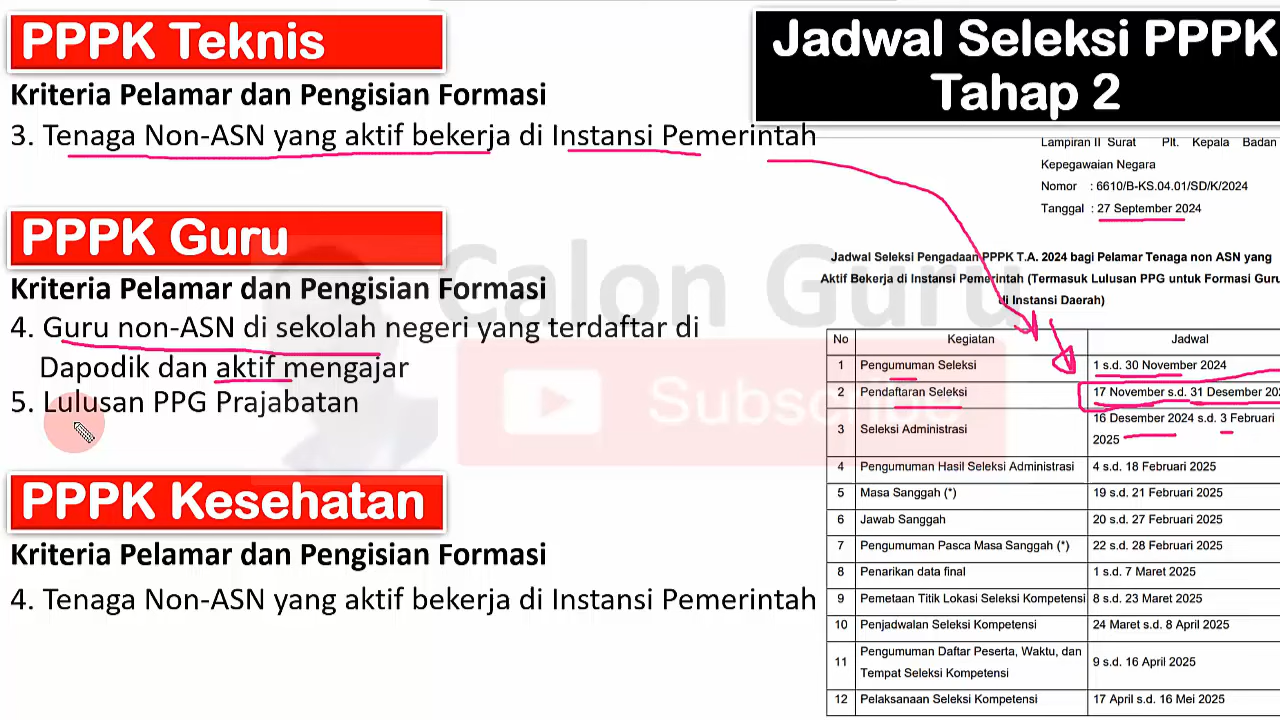 PPPK Teknis
Kriteria Pelamar dan Pengisian Formasi
3. Tenaga Non-ASN yang aktif bekerja di Instansi Pemerintah
PPPK Guru
Kriteria Pelamar dan Pengisian Formasi
4. Guru non-ASN di sekolah negeri yang terdaftar di
Dapodik dan aktif mengajar
5. Lulusan PPG Prajabatan
PPPK Kesehatan
Kriteria Pelamar dan Pengisian Formasi
4. Tenaga Non-ASN yang aktif bekerja di Instansi Pemerintah
Jadwal Seleksi PPPK
Tahap 2
Lampiran II Surat Plt. Kepala Badan
Kepegawaian Negara
Nomor : 6610/B-KS.04.01/SD/K/2024
Tanggal : 27 September 2024
Jadwal Seleksi Pengadaan PPPK T.A. 2024 bagi Pelamar Tenaga non ASN yang
Aktif Bekerja di Instansi Pemerintah (Termasuk Lulusan PPG untuk Formasi Guru
di Instansi Daerah)
No Kegiatan Jadwal
1 Pengumuman Seleksi 1 s.d. 30 November 2024
2 Pendaftaran Seleksi 17 November s.d. 31 Desember 202
3 Seleksi Administrasi 16 Desember 2024 s.d. 3 Februari
2025
4 Pengumuman Hasil Seleksi Administrasi 4 s.d. 18 Februari 2025
5 Masa Sanggah (*) 19 s.d. 21 Februari 2025
6 Jawab Sanggah 20 s.d. 27 Februari 2025
7 Pengumuman Pasca Masa Sanggah (*) 22 s.d. 28 Februari 2025
8 Penarikan data final 1 s.d. 7 Maret 2025
9 Pemetaan Titik Lokasi Seleksi Kompetensi 8 s.d. 23 Maret 2025
10 Penjadwalan Seleksi Kompetensi 24 Maret s.d. 8 April 2025
11 Pengumuman Daftar Peserta, Waktu, dan
Tempat Seleksi Kompetensi 9 s.d. 16 April 2025
12 Pelaksanaan Seleksi Kompetensi 17 April s.d. 16 Mei 2025
Calon Guru
Subscribe